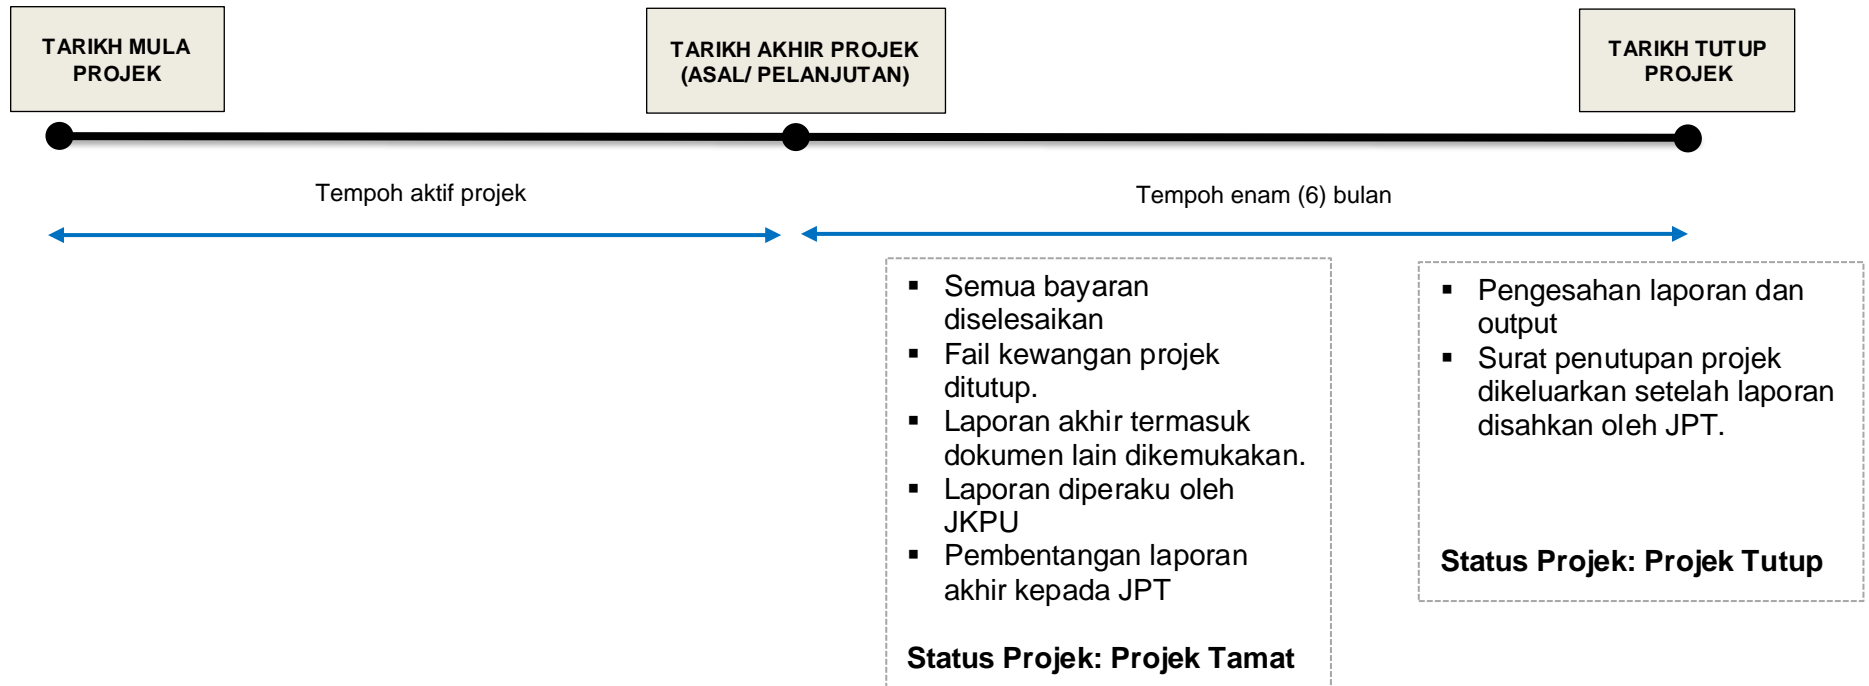 TARIKH MULA
PROJEK
TARIKH AKHIR PROJEK
(ASAL/ PELANJUTAN)
TARIKH TUTUP
PROJEK
Tempoh aktif projek
Tempoh enam (6) bulan
▪ Semua bayaran
diselesaikan
▪ Fail kewangan projek
ditutup.
▪ Laporan akhir termasuk
dokumen lain dikemukakan.
▪ Laporan diperaku oleh
JKPU
▪ Pembentangan laporan
akhir kepada JPT
Status Projek: Projek Tamat
▪ Pengesahan laporan dan
output
▪ Surat penutupan projek
dikeluarkan setelah laporan
disahkan oleh JPT.
Status Projek: Projek Tutup